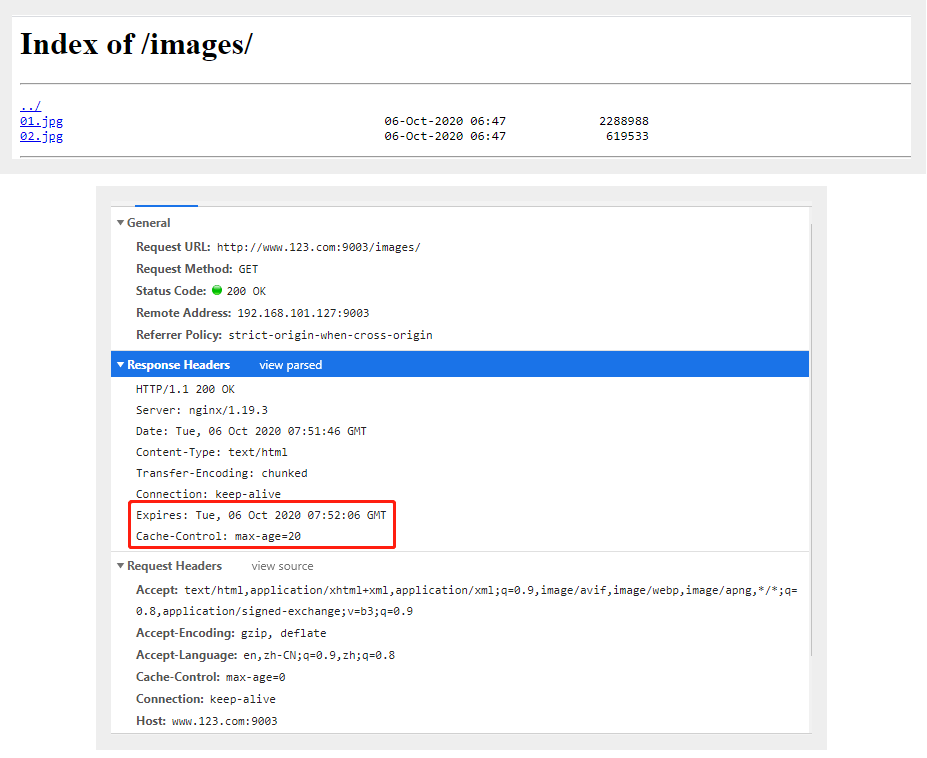 Index of /images/
../
01.jpg 06-Oct-2020 06:47 2288988
02.jpg 06-Oct-2020 06:47 619533
General
Request URL: http://www.123.com:9003/images/
Request Method: GET
Status Code: 200 OK
Remote Address: 192.168.101.127:9003
Referrer Policy: strict-origin-when-cross-origin
Response Headers view parsed
HTTP/1.1 200 OK
Server: nginx/1.19.3
Date: Tue, 06 Oct 2020 07:51:46 GMT
Content-Type: text/html
Transfer-Encoding: chunked
Connection: keep-alive
Expires: Tue, 06 Oct 2020 07:52:06 GMT
Cache-Control: max-age=20
Request Headers view source
Accept: text/html,application/xhtml+xml,application/xml;q=0.9,image/avif,image/webp,image/apng,*/*;q=
0.8,application/signed-exchange;v=b3;q=0.9
Accept-Encoding: gzip, deflate
Accept-Language: en,zh-CN;q=0.9,zh;q=0.8
Cache-Control: max-age=0
Connection: keep-alive
Host: www.123.com:9003